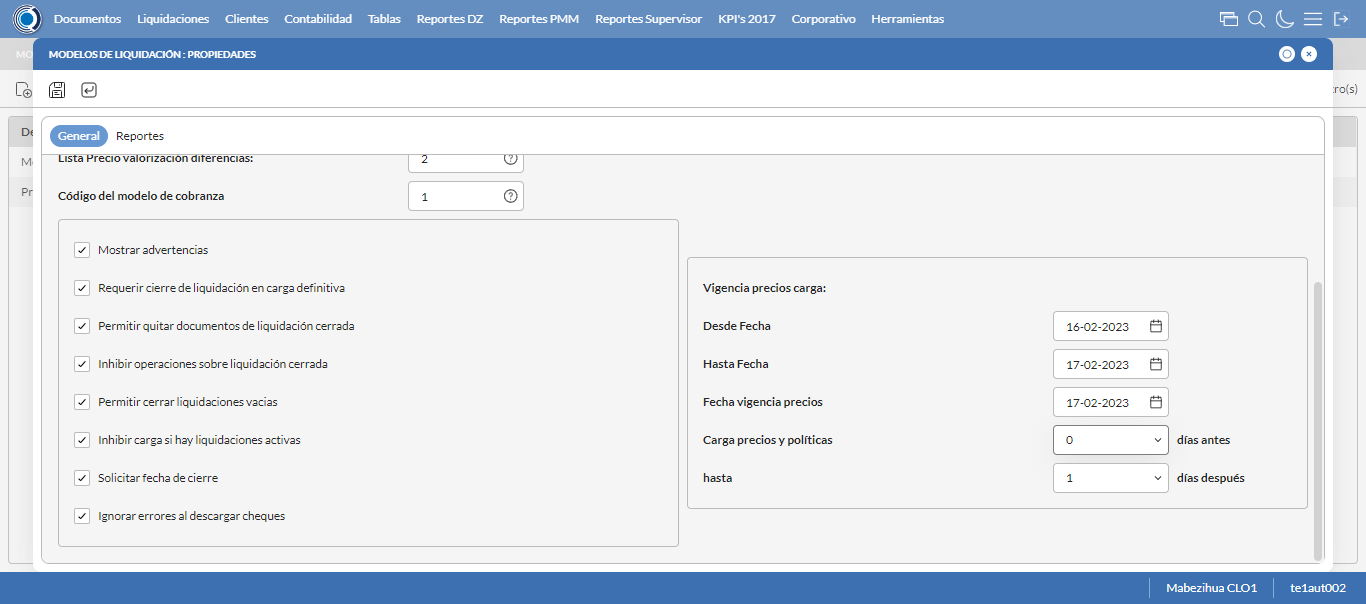 Documentos Liquidaciones Clientes Contabilidad Tablas Reportes DZ Reportes PMM Reportes Supervisor KPI's 2017 Corporativo Herramientas
MODELOS DE LIQUIDACIÓN : PROPIEDADES
General Reportes
Lista Precio valorización diferencias: 2
Código del modelo de cobranza 1
Mostrar advertencias
Requerir cierre de liquidación en carga definitiva
Permitir quitar documentos de liquidación cerrada
Inhibir operaciones sobre liquidación cerrada
Permitir cerrar liquidaciones vacias
Inhibir carga si hay liquidaciones activas
Solicitar fecha de cierre
Ignorar errores al descargar cheques
Vigencia precios carga:
Desde Fecha 16-02-2023
Hasta Fecha 17-02-2023
Fecha vigencia precios 17-02-2023
Carga precios y políticas 0 días antes
hasta 1 días después
Mabezihua CLO1 te1aut002